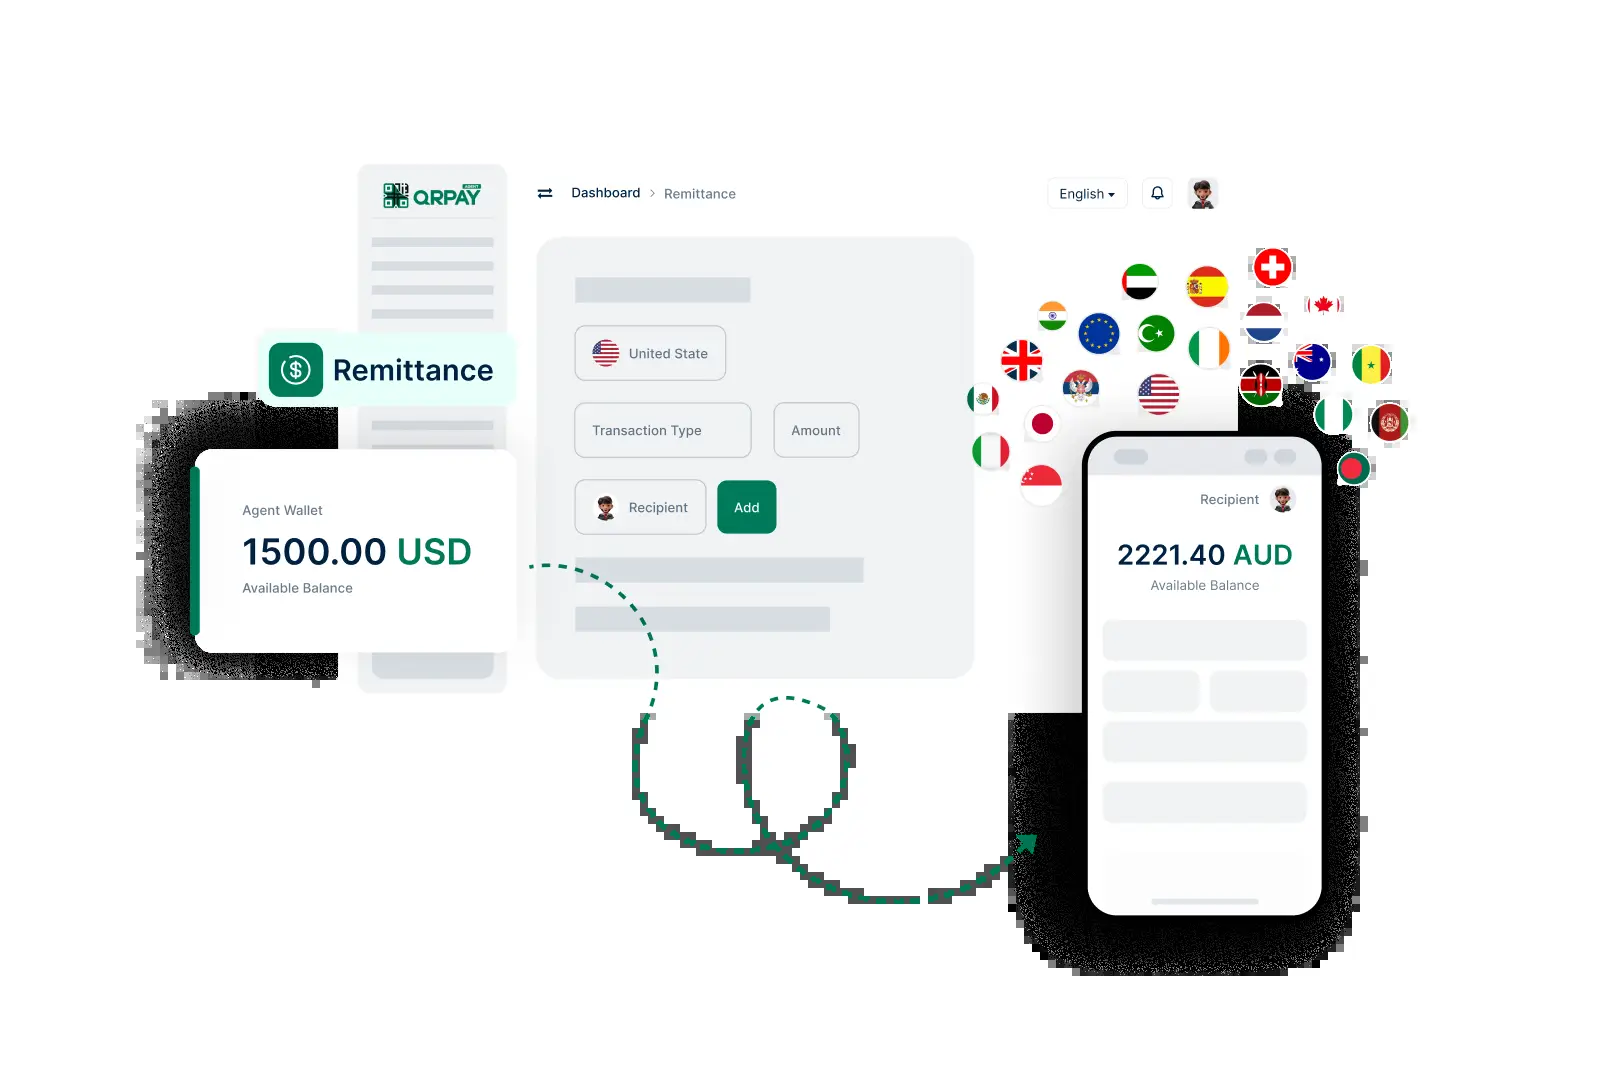 AGENT
QRPAY
Dashboard > Remittance
English
Remittance
United State
Transaction Type
Amount
Recipient
Add
Agent Wallet
1500.00 USD
Available Balance
Recipient
2221.40 AUD
Available Balance